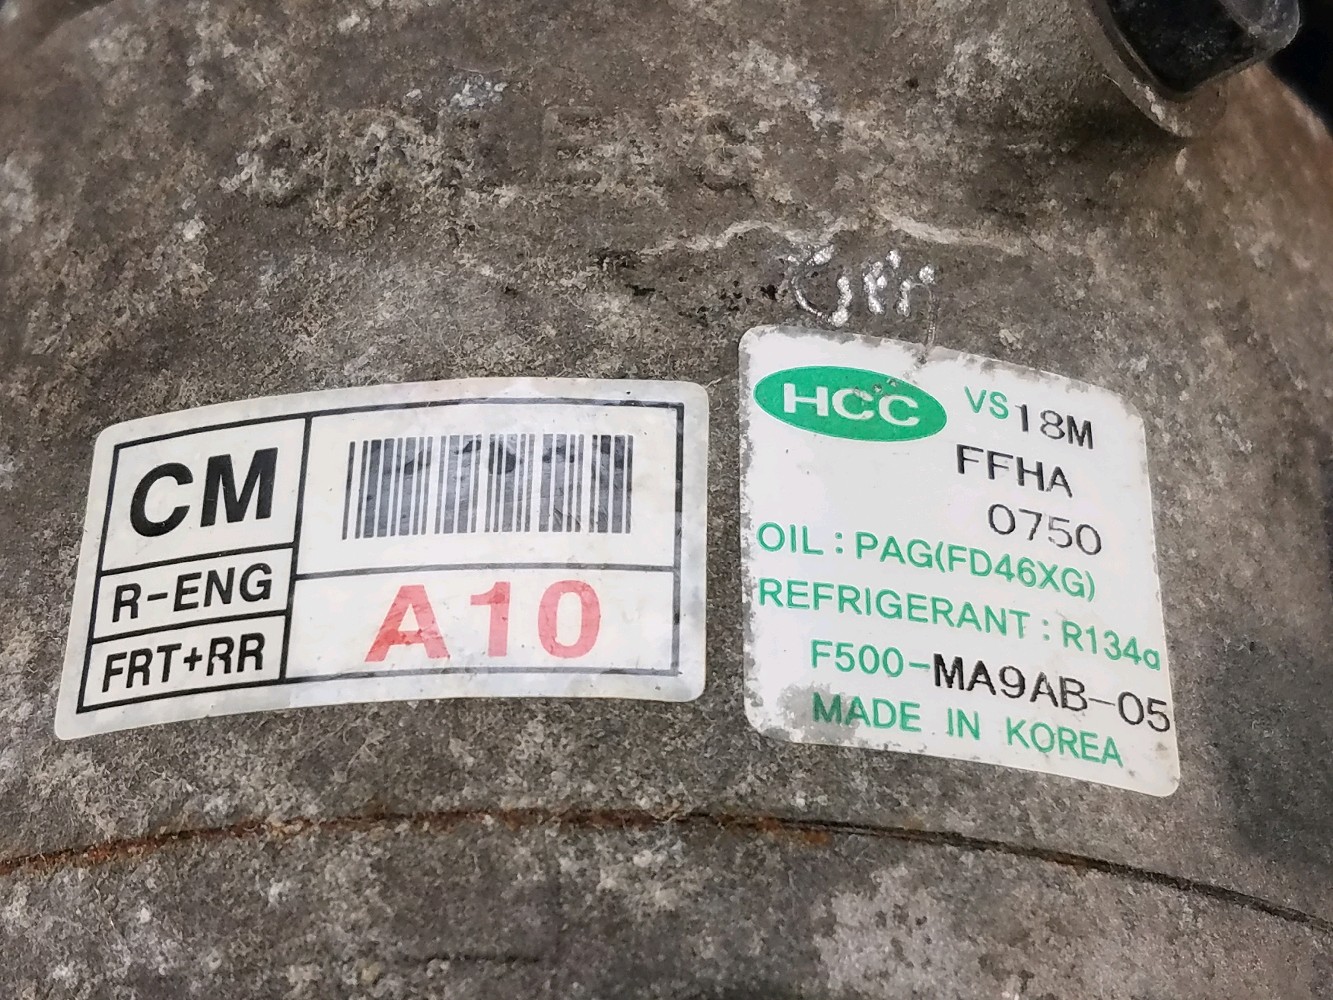 CM
R-ENG
FRT+RR
A10
HCC VS18M
FFHA
0750
OIL : PAG(FD46XG)
REFRIGERANT : R134a
F500-MA9AB-05
MADE IN KOREA